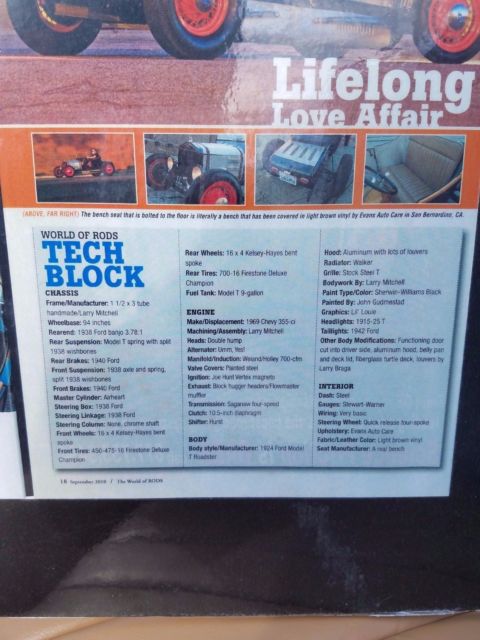 Lifelong
Love Affair
(ABOVE, FAR RIGHT) The bench seat that is bolted to the floor is literally a bench that has been covered in light brown vinyl by Evans Auto Care in San Bernardino, CA.
WORLD OF RODS
TECH
BLOCK
CHASSIS
Frame/Manufacturer: 1 1/2 x 3 tube
handmade/Larry Mitchell
Wheelbase: 94 inches
Rearend: 1938 Ford banjo 3.78:1
Rear Suspension: Model T spring with split
1938 wishbones
Rear Brakes: 1940 Ford
Front Suspension: 1938 axle and spring,
split 1938 wishbones
Front Brakes: 1940 Ford
Master Cylinder: Airheart
Steering Box: 1938 Ford
Steering Linkage: 1938 Ford
Steering Column: None, chrome shaft
Front Wheels: 16 x 4 Kelsey-Hayes bent
spoke
Front Tires: 450-475-16 Firestone Deluxe
Champion
Rear Wheels: 16 x 4 Kelsey-Hayes bent
spoke
Rear Tires: 700-16 Firestone Deluxe
Champion
Fuel Tank: Model T 9-gallon
ENGINE
Make/Displacement: 1969 Chevy 355-ci
Machining/Assembly: Larry Mitchell
Heads: Double hump
Alternator: Umm, Yes!
Manifold/Induction: Weiand/Holley 700-cfm
Valve Covers: Painted steel
Ignition: Joe Hunt Vertex magneto
Exhaust: Block hugger headers/Flowmaster
muffler
Transmission: Saginaw four-speed
Clutch: 10.5-inch diaphragm
Shifter: Hurst
BODY
Body style/Manufacturer: 1924 Ford Model
T Roadster
Hood: Aluminum with lots of louvers
Radiator: Walker
Grille: Stock Steel T
Bodywork By: Larry Mitchell
Paint Type/Color: Sherwin-Williams Black
Painted By: John Gudmestad
Graphics: Lil' Louie
Headlights: 1915-25 T
Taillights: 1942 Ford
Other Body Modifications: Functioning door
cut into driver side, aluminum hood, belly pan
and deck lid, fiberglass turtle deck, louvers by
Larry Braga
INTERIOR
Dash: Steel
Gauges: Stewart-Warner
Wiring: Very basic
Steering Wheel: Quick release four-spoke
Upholstery: Evans Auto Care
Fabric/Leather Color: Light brown vinyl
Seat Manufacturer: A real bench
18 September 2010 / The World of RODS